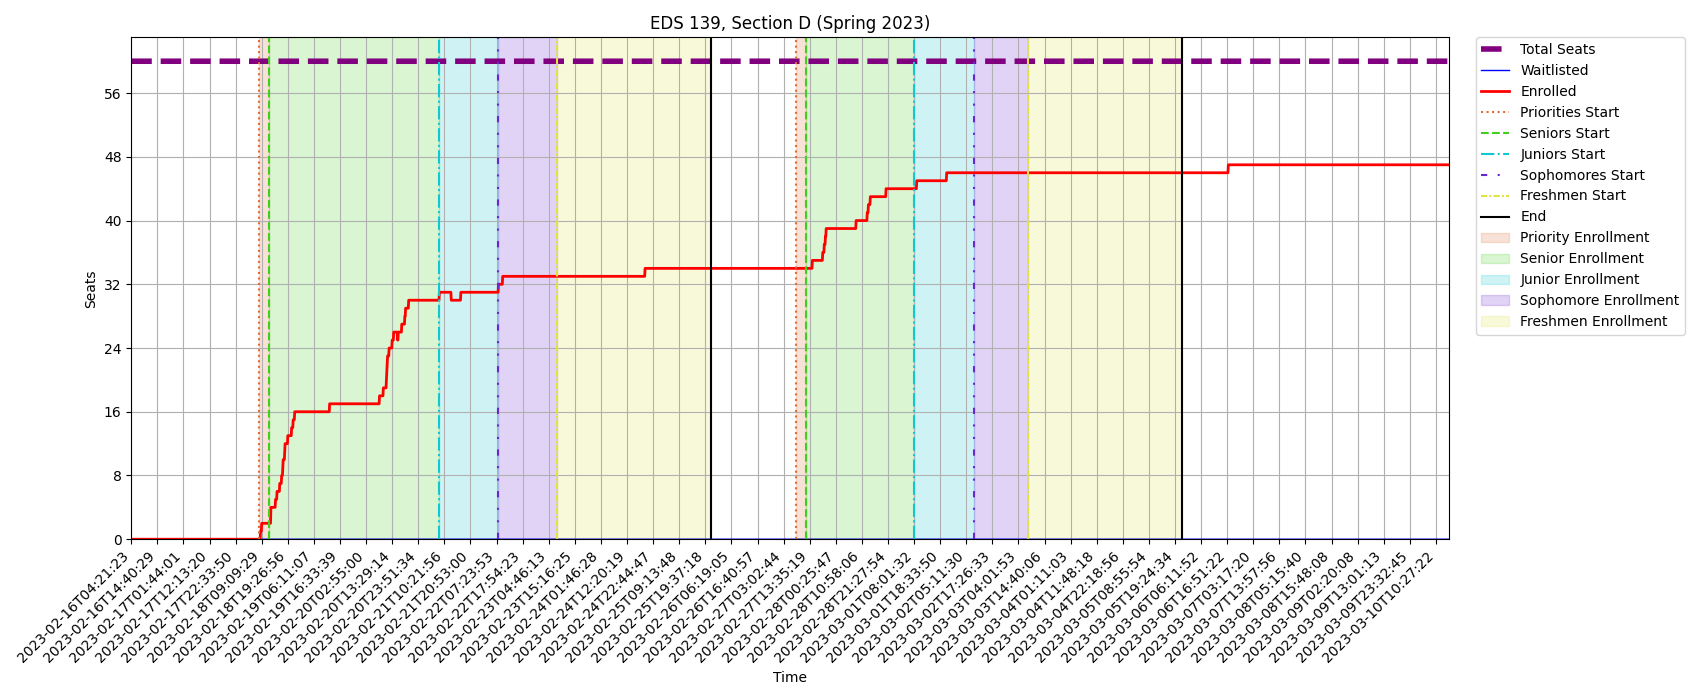 EDS 139, Section D (Spring 2023)
Total Seats
Waitlisted
Enrolled
Priorities Start
Seniors Start
Juniors Start
Sophomores Start
Freshmen Start
End
Priority Enrollment
Senior Enrollment
Junior Enrollment
Sophomore Enrollment
Freshmen Enrollment
Seats
56
48
40
32
24
16
8
0
2023-02-16T04:21:23
2023-02-16T14:40:29
2023-02-17T01:44:01
2023-02-17T12:13:20
2023-02-17T22:33:50
2023-02-18T09:09:29
2023-02-18T19:26:56
2023-02-19T06:11:07
2023-02-19T16:33:39
2023-02-20T02:55:00
2023-02-20T13:29:14
2023-02-20T23:51:34
2023-02-21T10:21:56
2023-02-21T20:53:00
2023-02-22T07:23:53
2023-02-22T17:54:23
2023-02-23T04:46:13
2023-02-23T15:16:25
2023-02-24T01:46:28
2023-02-24T12:20:19
2023-02-24T22:44:47
2023-02-25T09:13:48
2023-02-25T19:37:18
2023-02-26T06:19:05
2023-02-26T16:40:57
2023-02-27T03:02:44
2023-02-27T13:35:19
2023-02-28T00:25:47
2023-02-28T10:58:06
2023-02-28T21:27:54
2023-03-01T08:01:32
2023-03-01T18:33:50
2023-03-02T05:11:30
2023-03-02T17:26:33
2023-03-03T04:01:53
2023-03-03T14:40:06
2023-03-04T01:11:03
2023-03-04T11:48:18
2023-03-04T22:18:56
2023-03-05T08:55:54
2023-03-05T19:24:34
2023-03-06T06:11:52
2023-03-06T16:51:22
2023-03-07T03:17:20
2023-03-07T13:57:56
2023-03-08T05:15:40
2023-03-08T15:48:08
2023-03-09T02:20:08
2023-03-09T13:01:13
2023-03-09T23:32:45
2023-03-10T10:27:22
Time